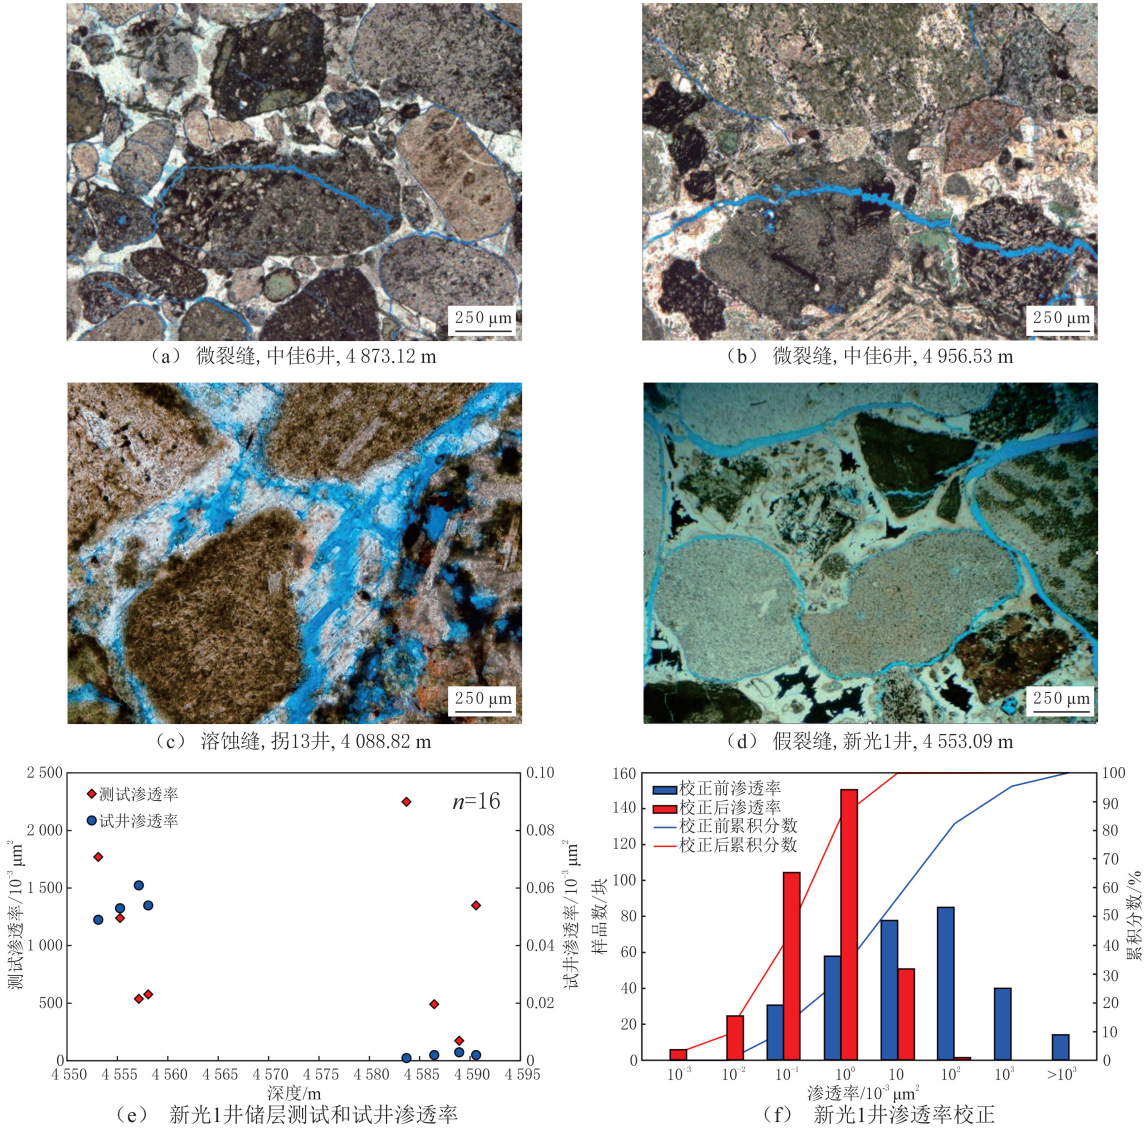 250 μm
250 μm
(a) 微裂缝, 中佳6井, 4 873.12 m
(b) 微裂缝, 中佳6井, 4 956.53 m
250 μm
250 μm
(c) 溶蚀缝, 拐13井, 4 088.82 m
(d) 假裂缝, 新光1井, 4 553.09 m
2 500
2 000
1 500
1 000
500
0
测试渗透率/10⁻³ μm²
测试渗透率
试井渗透率
n=16
0.10
0.08
0.06
0.04
0.02
0
试井渗透率/10⁻³ μm²
4 550 4 555 4 560 4 565 4 570 4 575 4 580 4 585 4 590 4 595
深度/m
(e) 新光1井储层测试和试井渗透率
160
140
120
100
80
60
40
20
0
样品数/块
校正前渗透率
校正后渗透率
校正前累积分数
校正后累积分数
100
90
80
70
60
50
40
30
20
10
0
累积分数/%
10⁻³ 10⁻² 10⁻¹ 10⁰ 10 10² 10³ >10³
渗透率/10⁻³ μm²
(f) 新光1井渗透率校正